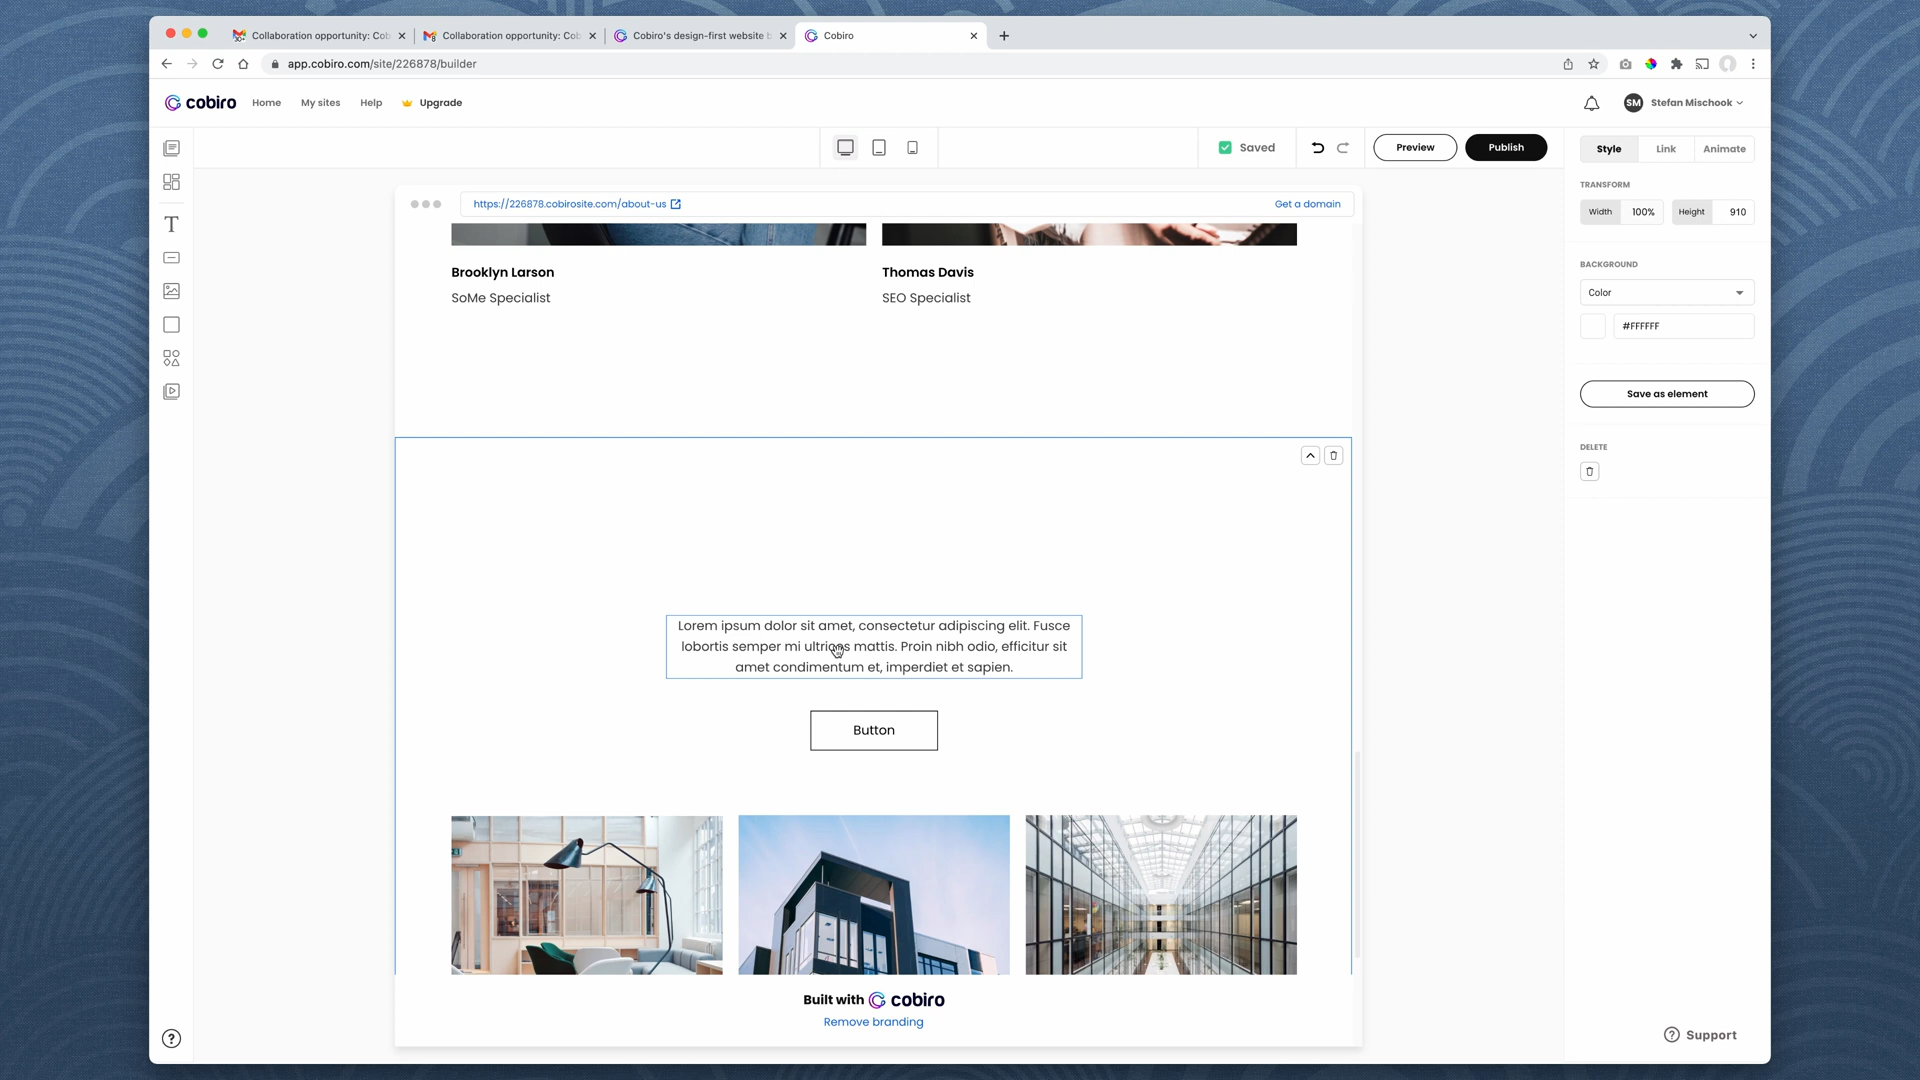 Collaboration opportunity: Cob
Collaboration opportunity: Cob
Cobiro's design-first website b
Cobiro
app.cobiro.com/site/226878/builder
cobiro
Home
My sites
Help
Upgrade
SM
Stefan Mischook
Saved
Preview
Publish
Style
Link
Animate
https://226878.cobirosite.com/about-us
Get a domain
TRANSFORM
Width
100%
Height
910
Brooklyn Larson
SoMe Specialist
Thomas Davis
SEO Specialist
BACKGROUND
Color
#FFFFFF
Save as element
DELETE
Lorem ipsum dolor sit amet, consectetur adipiscing elit. Fusce
lobortis semper mi ultrices mattis. Proin nibh odio, efficitur sit
amet condimentum et, imperdiet et sapien.
Button
Built with cobiro
Remove branding
Support